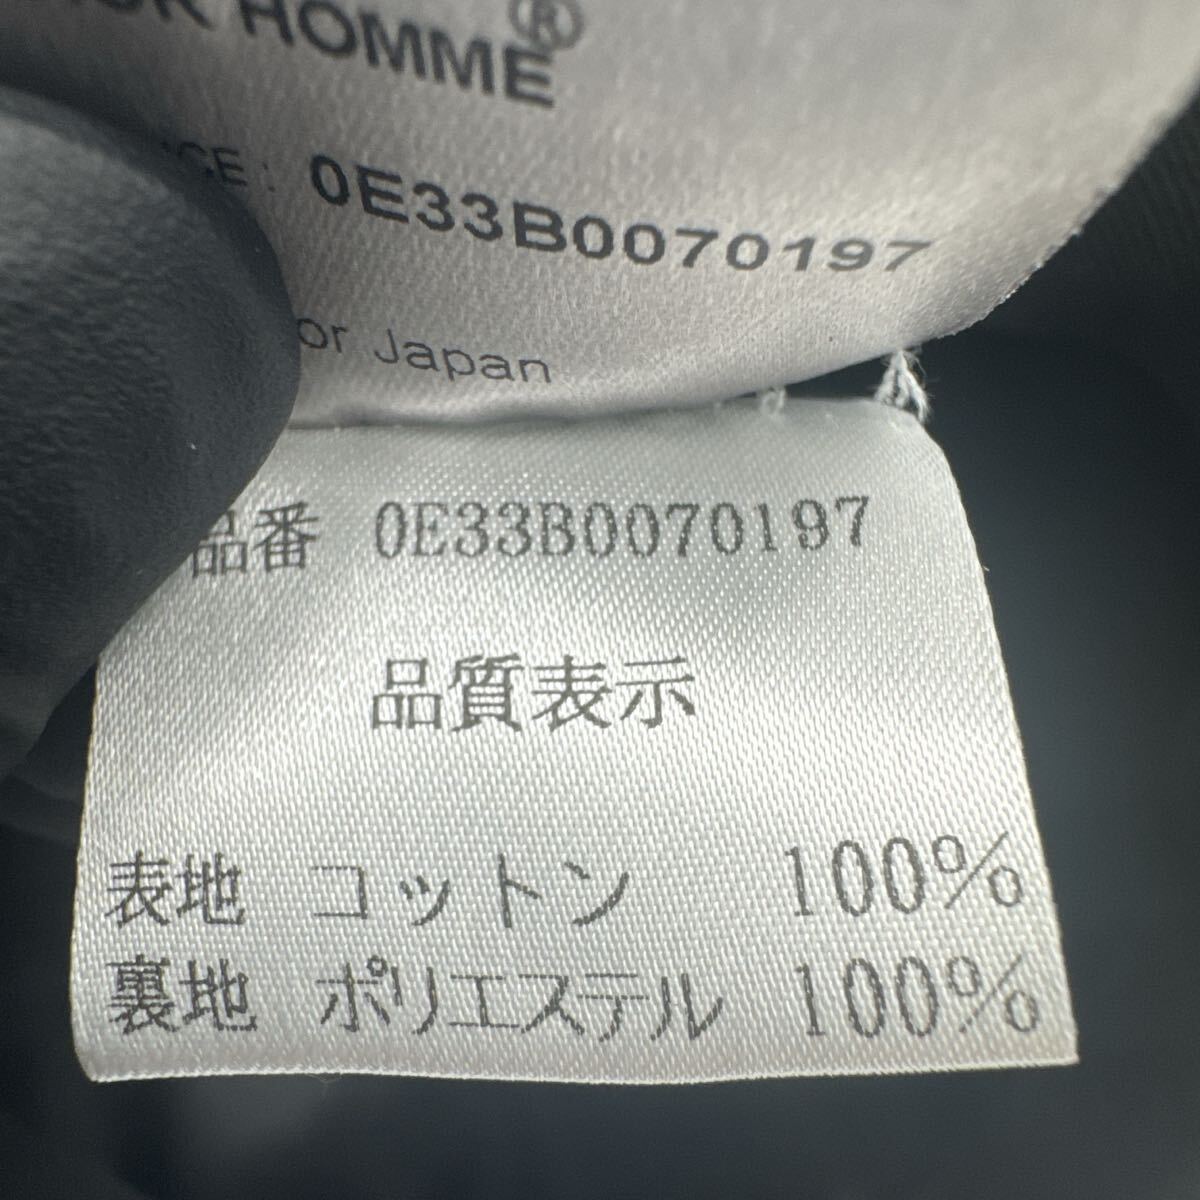 HOMME®
: 0E33B0070197
or Japan
品番 0E33B0070197
品質表示
表地 コットン 100%
裏地 ポリエステル 100%